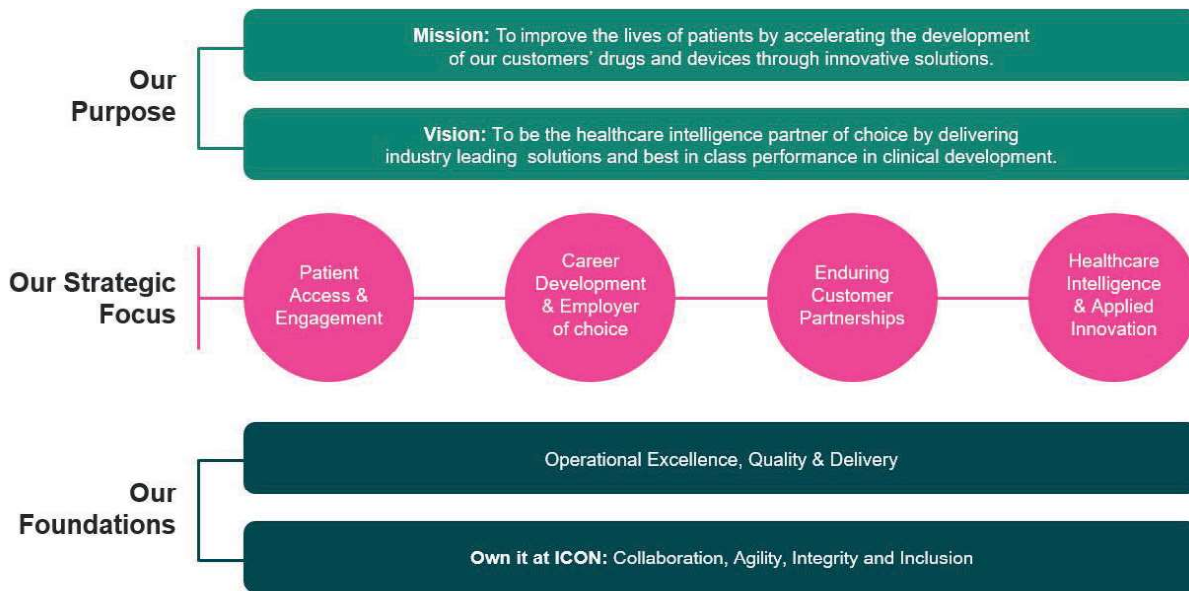 Our
Purpose
Mission: To improve the lives of patients by accelerating the development
of our customers’ drugs and devices through innovative solutions.
Vision: To be the healthcare intelligence partner of choice by delivering
industry leading solutions and best in class performance in clinical development.
Our Strategic
Focus
Patient
Access &
Engagement
Career
Development
& Employer
of choice
Enduring
Customer
Partnerships
Healthcare
Intelligence
& Applied
Innovation
Our
Foundations
Operational Excellence, Quality & Delivery
Own it at ICON: Collaboration, Agility, Integrity and Inclusion